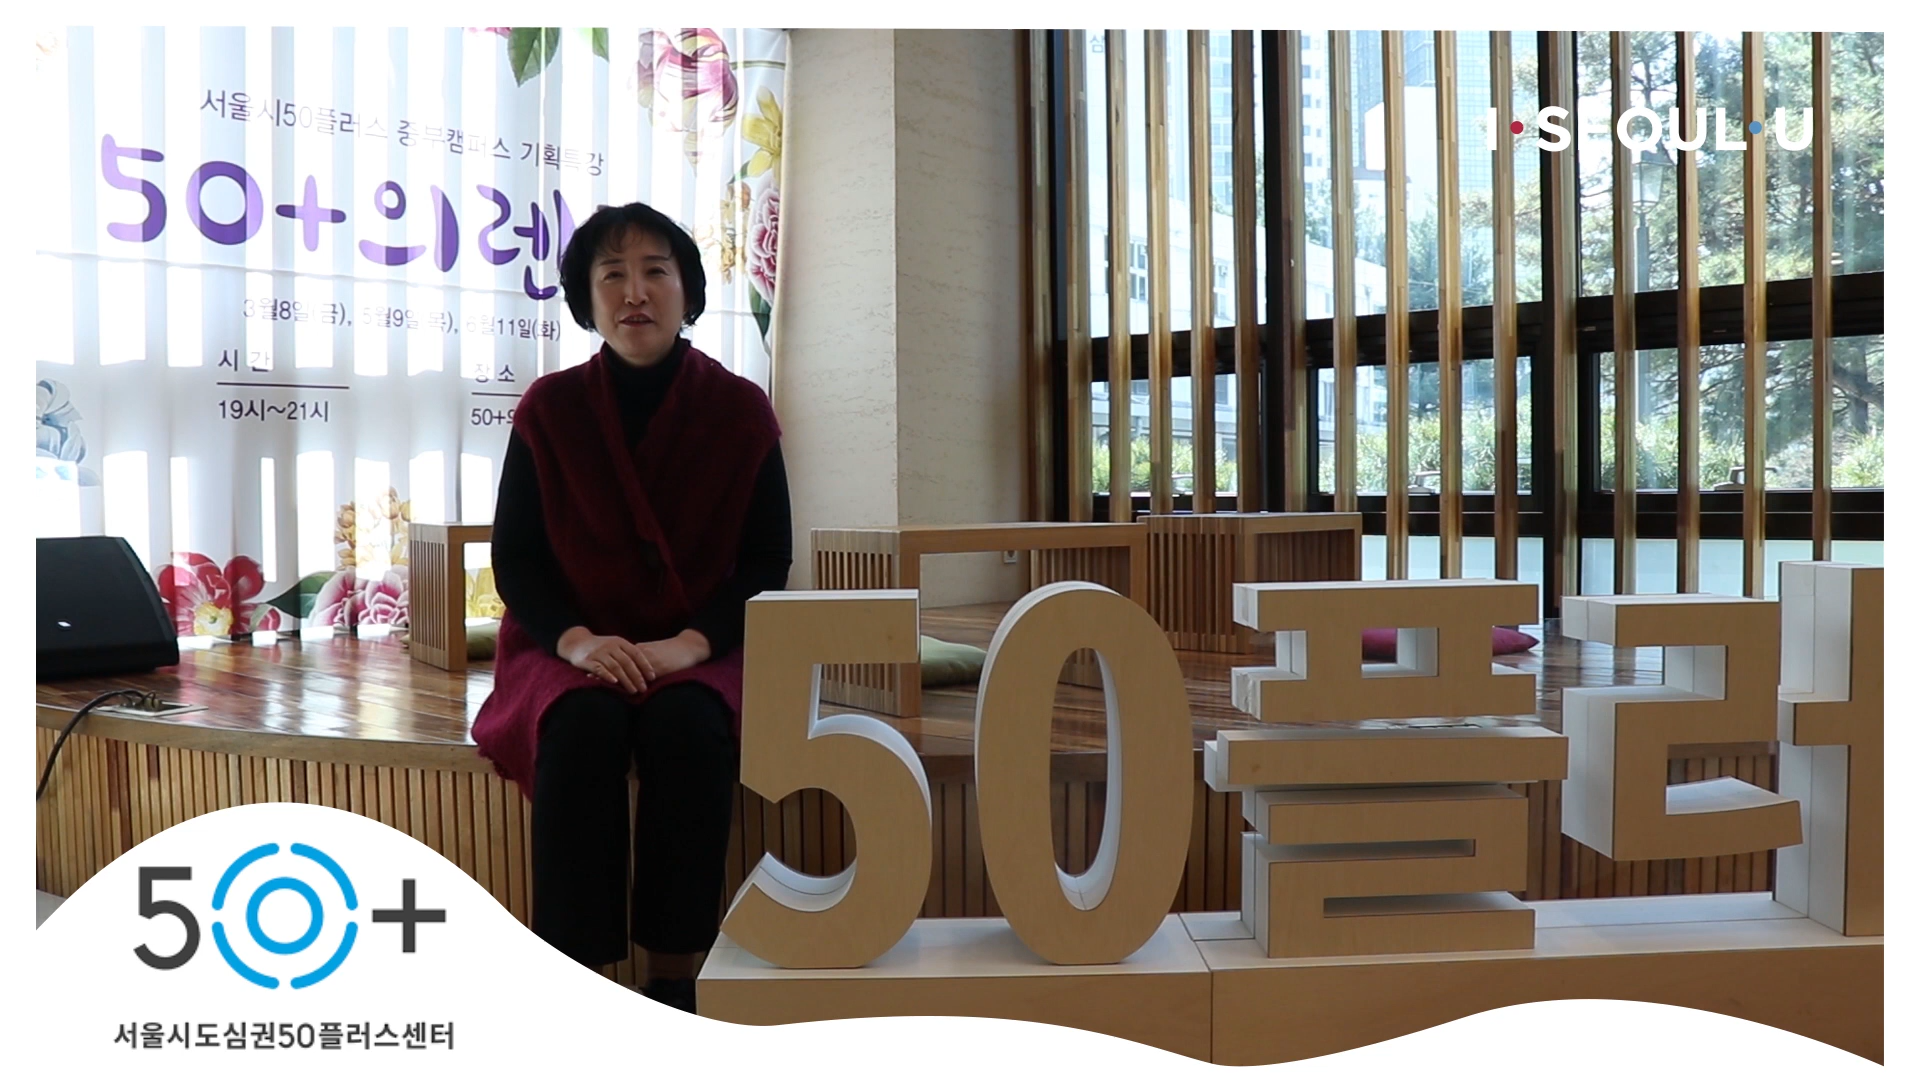 서울시50플러스 중부캠퍼스 기획특강
50+의렌
3월8일(금), 5월9일(목), 6월11일(화)
시 간
19시~21시
장 소
50+의
I·SEOUL·U
50플러
50+
서울시도심권50플러스센터